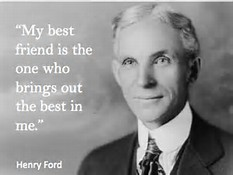 “My best
friend is the
one who
brings out
the best in
me.”
Henry Ford